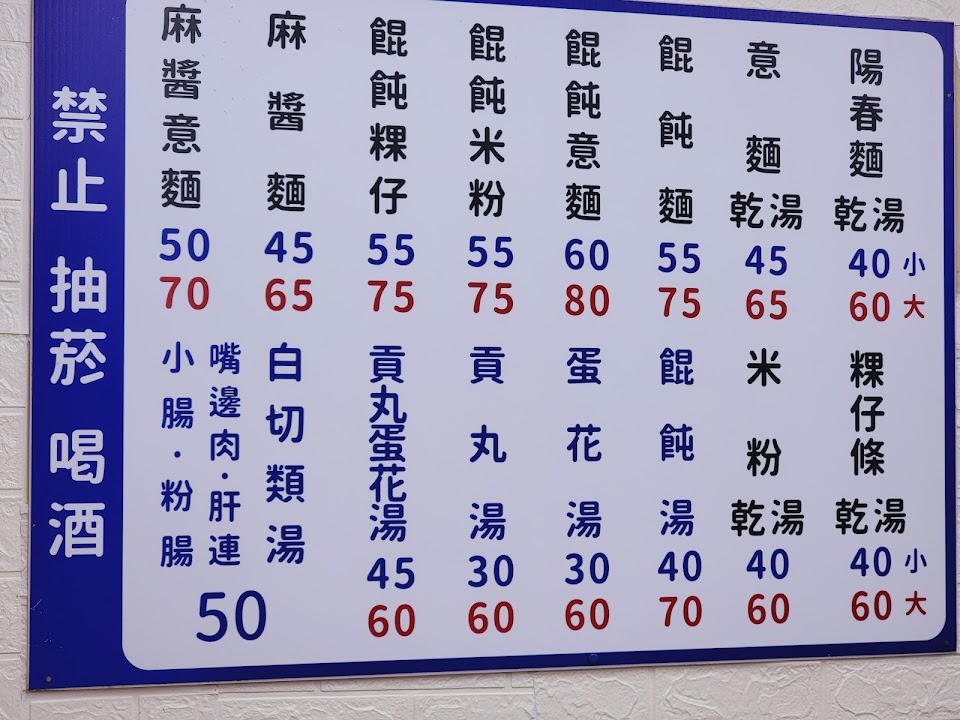 陽春麵
乾湯
40 小
60 大
意麵
乾湯
45
65
餛飩麵
55
75
餛飩意麵
60
80
餛飩米粉
55
75
餛飩粿仔
55
75
麻醬麵
45
65
麻醬意麵
50
70
粿仔條
乾湯
40 小
60 大
米粉
乾湯
40
60
餛飩湯
40
70
蛋花湯
30
60
貢丸湯
30
60
貢丸蛋花湯
45
60
白切類湯
嘴邊肉·肝連
小腸·粉腸
50
禁止 抽菸 喝酒